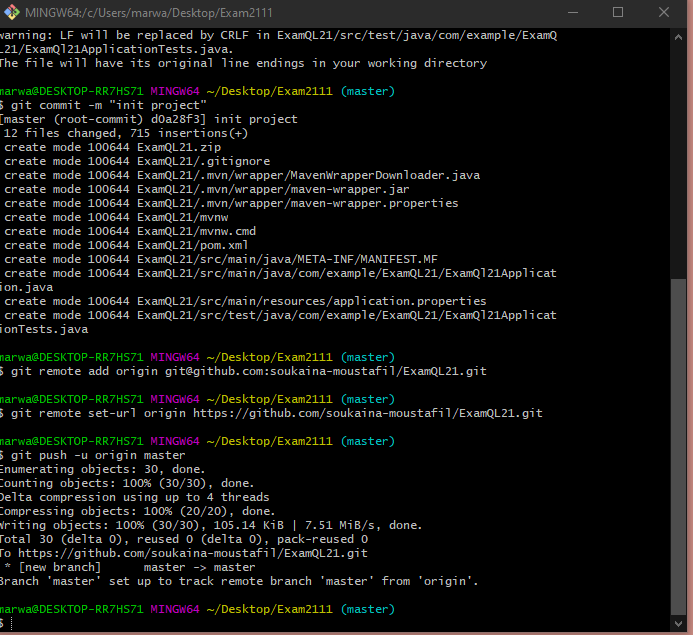 MINGW64:/c/Users/marwa/Desktop/Exam2111
warning: LF will be replaced by CRLF in ExamQL21/src/test/java/com/example/ExamQ
L21/ExamQl21ApplicationTests.java.
The file will have its original line endings in your working directory
marwa@DESKTOP-RR7HS71 MINGW64 ~/Desktop/Exam2111 (master)
$ git commit -m "init project"
[master (root-commit) d0a28f3] init project
12 files changed, 715 insertions(+)
create mode 100644 ExamQL21.zip
create mode 100644 ExamQL21/.gitignore
create mode 100644 ExamQL21/.mvn/wrapper/MavenWrapperDownloader.java
create mode 100644 ExamQL21/.mvn/wrapper/maven-wrapper.jar
create mode 100644 ExamQL21/.mvn/wrapper/maven-wrapper.properties
create mode 100644 ExamQL21/mvnw
create mode 100644 ExamQL21/mvnw.cmd
create mode 100644 ExamQL21/pom.xml
create mode 100644 ExamQL21/src/main/java/META-INF/MANIFEST.MF
create mode 100644 ExamQL21/src/main/java/com/example/ExamQL21/ExamQl21Applicat
ion.java
create mode 100644 ExamQL21/src/main/resources/application.properties
create mode 100644 ExamQL21/src/test/java/com/example/ExamQL21/ExamQl21Applicat
ionTests.java
marwa@DESKTOP-RR7HS71 MINGW64 ~/Desktop/Exam2111 (master)
$ git remote add origin git@github.com:soukaina-moustafil/ExamQL21.git
marwa@DESKTOP-RR7HS71 MINGW64 ~/Desktop/Exam2111 (master)
$ git remote set-url origin https://github.com/soukaina-moustafil/ExamQL21.git
marwa@DESKTOP-RR7HS71 MINGW64 ~/Desktop/Exam2111 (master)
$ git push -u origin master
Enumerating objects: 30, done.
Counting objects: 100% (30/30), done.
Delta compression using up to 4 threads
Compressing objects: 100% (20/20), done.
Writing objects: 100% (30/30), 105.14 KiB | 7.51 MiB/s, done.
Total 30 (delta 0), reused 0 (delta 0), pack-reused 0
To https://github.com/soukaina-moustafil/ExamQL21.git
* [new branch]      master -> master
Branch 'master' set up to track remote branch 'master' from 'origin'.
marwa@DESKTOP-RR7HS71 MINGW64 ~/Desktop/Exam2111 (master)
$